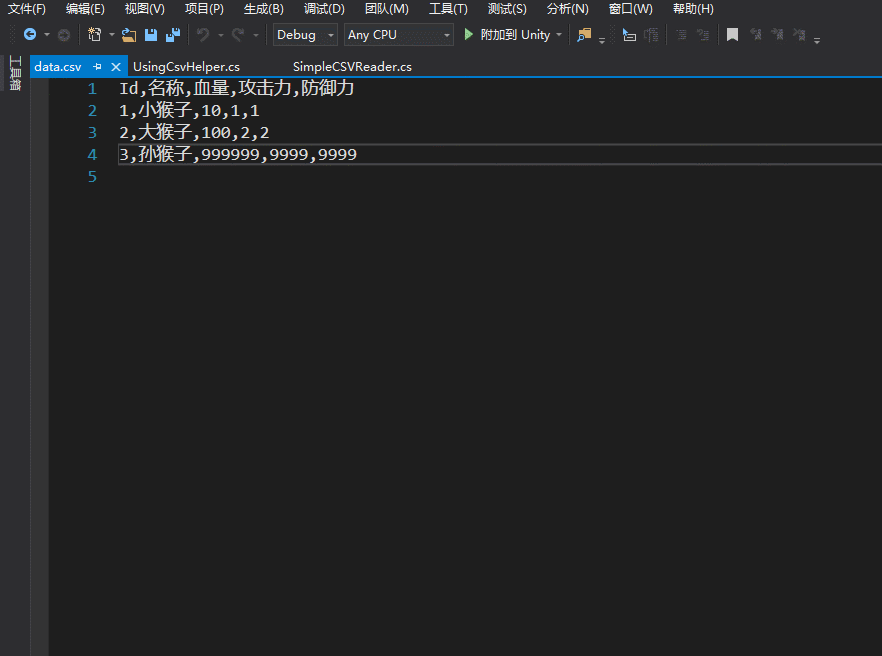 文件(F) 编辑(E) 视图(V) 项目(P) 生成(B) 调试(D) 团队(M) 工具(T) 测试(S) 分析(N) 窗口(W) 帮助(H)
Debug Any CPU 附加到 Unity
工具箱
data.csv UsingCsvHelper.cs SimpleCSVReader.cs
1 Id,名称,血量,攻击力,防御力
2 1,小猴子,10,1,1
3 2,大猴子,100,2,2
4 3,孙猴子,999999,9999,9999
5